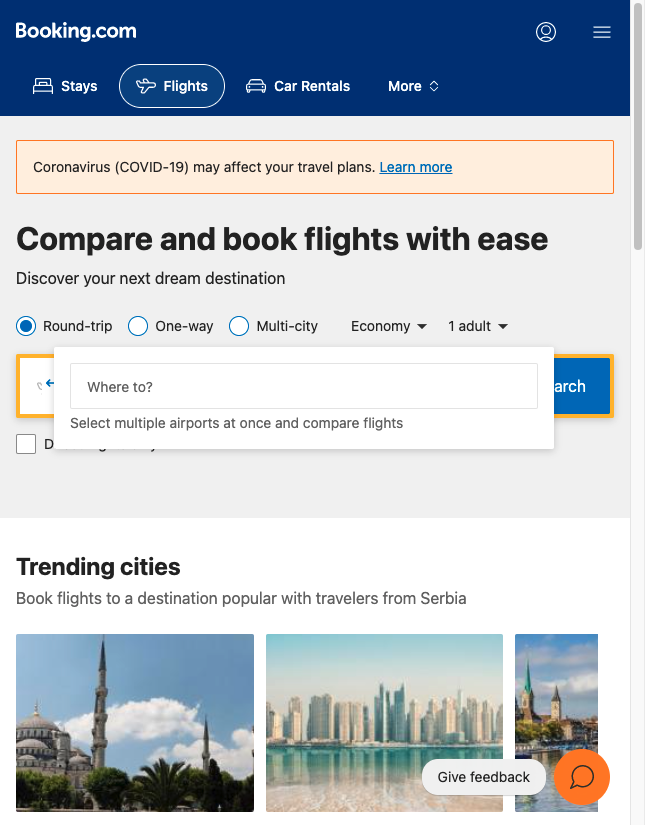 Booking.com
Stays
Flights
Car Rentals
More
Coronavirus (COVID-19) may affect your travel plans. Learn more
Compare and book flights with ease
Discover your next dream destination
Round-trip
One-way
Multi-city
Economy
1 adult
Where to?
arch
Select multiple airports at once and compare flights
Trending cities
Book flights to a destination popular with travelers from Serbia
Give feedback